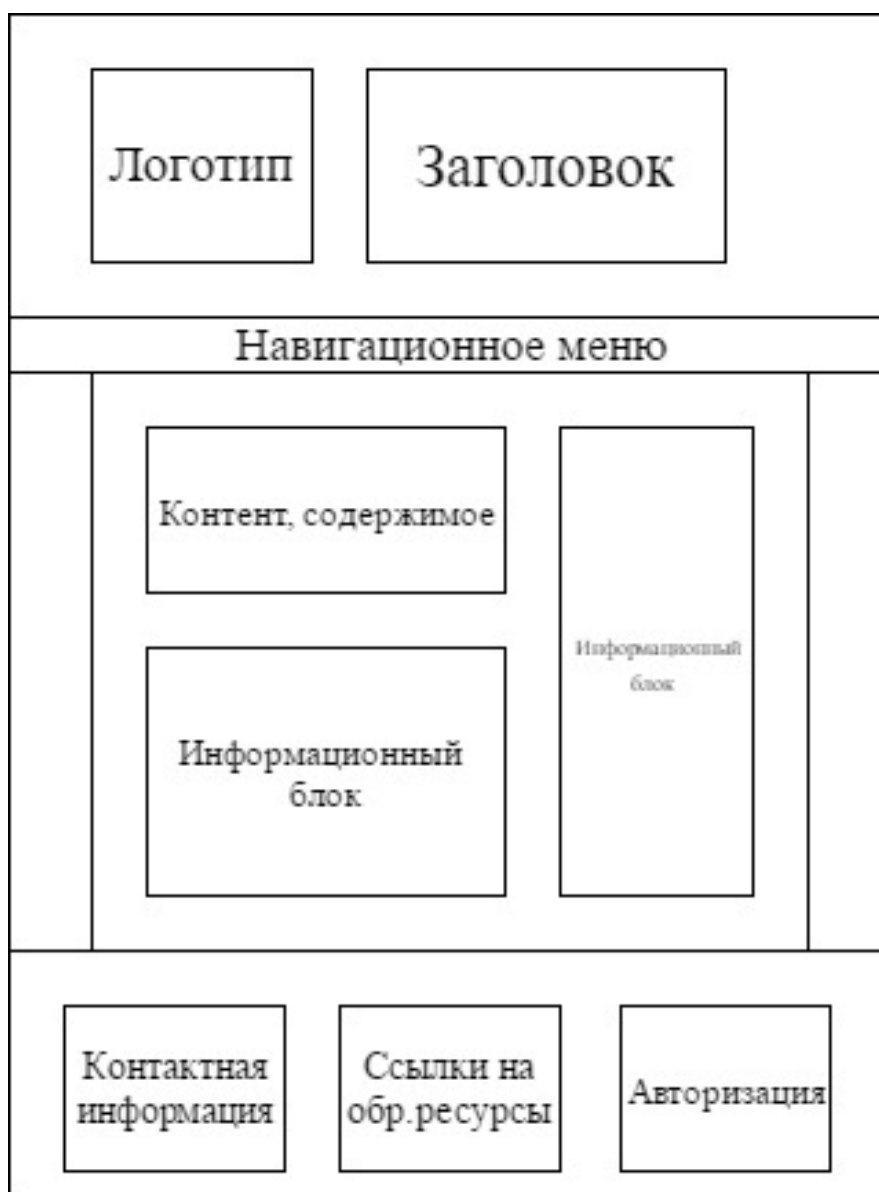 Логотип
Заголовок
Навигационное меню
Контент, содержимое
Информационный
блок
Информационный
блок
Контактная
информация
Ссылки на
обр.ресурсы
Авторизация